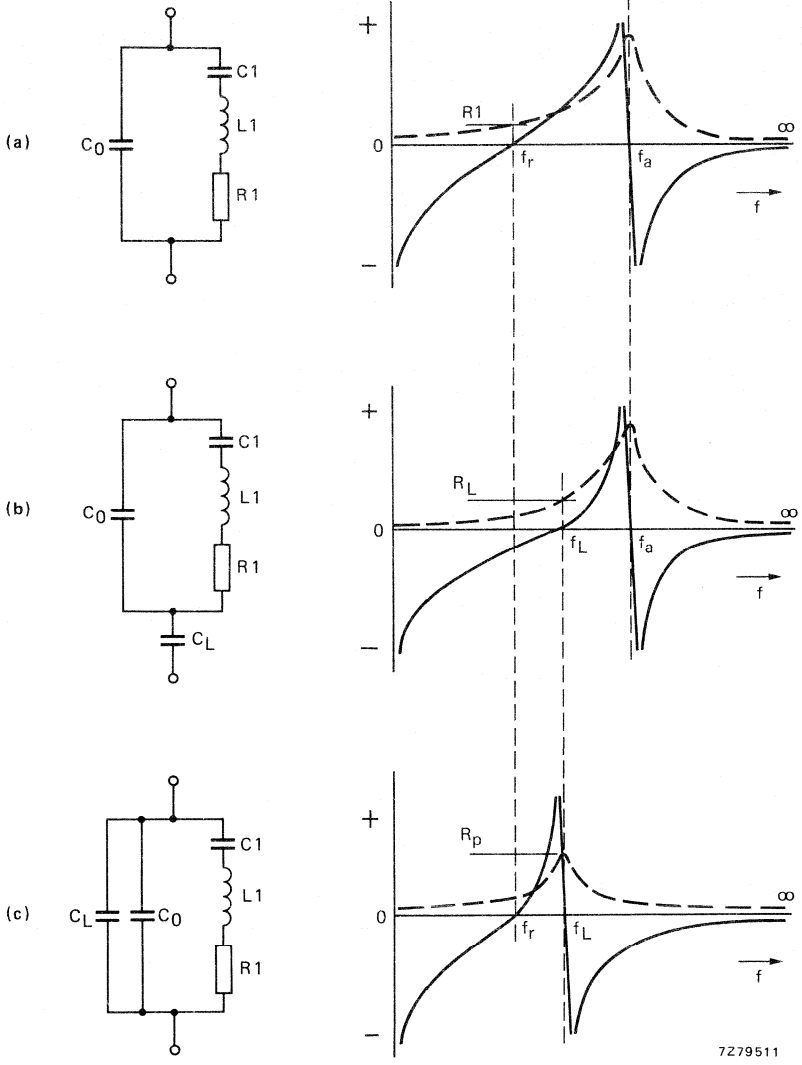 (a)
C0
C1
L1
R1
+
0
−
R1
fr
fa
∞
f
(b)
C0
C1
L1
R1
CL
+
0
−
RL
fL
fa
∞
f
(c)
CL
C0
C1
L1
R1
+
0
−
Rp
fr
fL
∞
f
7Z79511